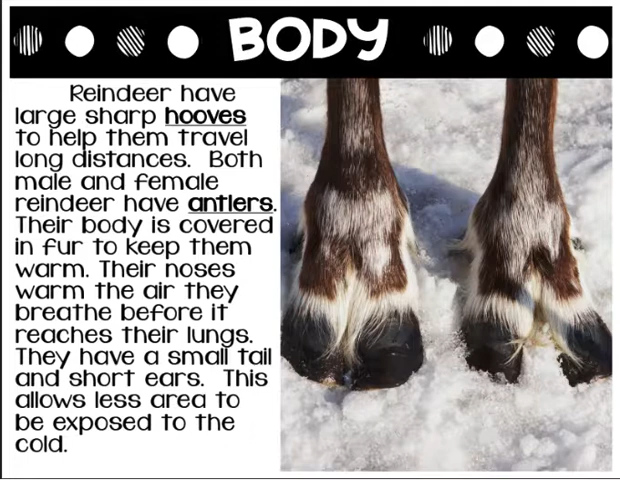 BODY
Reindeer have
large sharp hooves
to help them travel
long distances. Both
male and female
reindeer have antlers.
Their body is covered
in fur to keep them
warm. Their noses
warm the air they
breathe before it
reaches their lungs.
They have a small tail
and short ears. This
allows less area to
be exposed to the
cold.